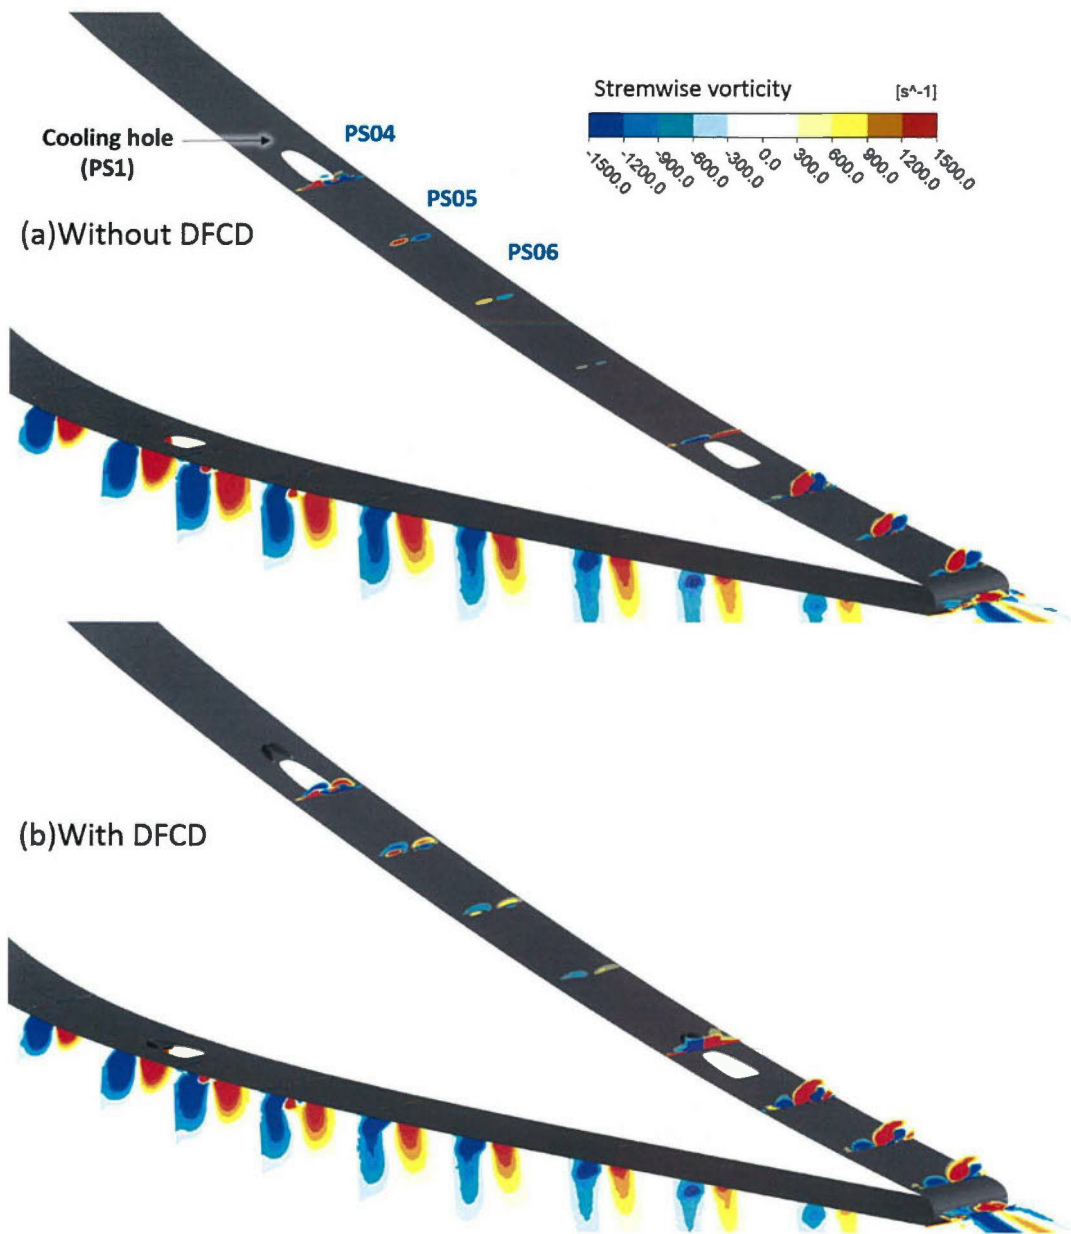 Stremwise vorticity [s^-1]
-1500.0 -1200.0 -900.0 -600.0 -300.0 0.0 300.0 600.0 900.0 1200.0 1500.0
Cooling hole
(PS1)
PS04
PS05
(a)Without DFCD
PS06
(b)With DFCD